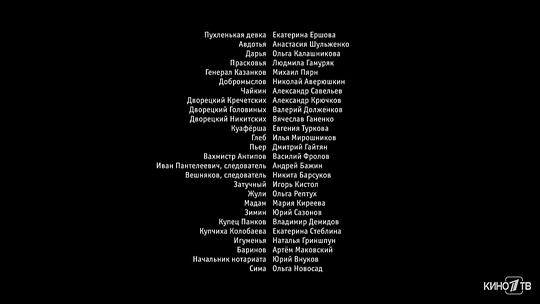 Пухленькая девка Екатерина Ершова
Авдотья Анастасия Шульженко
Дарья Ольга Калашникова
Прасковья Людмила Гамуряк
Генерал Казанков Михаил Пярн
Добромыслов Николай Аверюшкин
Чайкин Александр Савельев
Дворецкий Кречетских Александр Крючков
Дворецкий Головиных Валерий Долженков
Дворецкий Никитских Вячеслав Ганенко
Куафёрша Евгения Туркова
Глеб Илья Мирошников
Пьер Дмитрий Гайтян
Вахмистр Антипов Василий Фролов
Иван Пантелеевич, следователь Андрей Бажин
Вешняков, следователь Никита Барсуков
Затучный Игорь Кистол
Жули Ольга Рептух
Мадам Мария Киреева
Зимин Юрий Сазонов
Купец Панков Владимир Демидов
Купчиха Колобаева Екатерина Стеблина
Игуменья Наталья Гриншпун
Баринов Артём Маковский
Начальник нотариата Юрий Внуков
Сима Ольга Новосад
КИНО ТВ